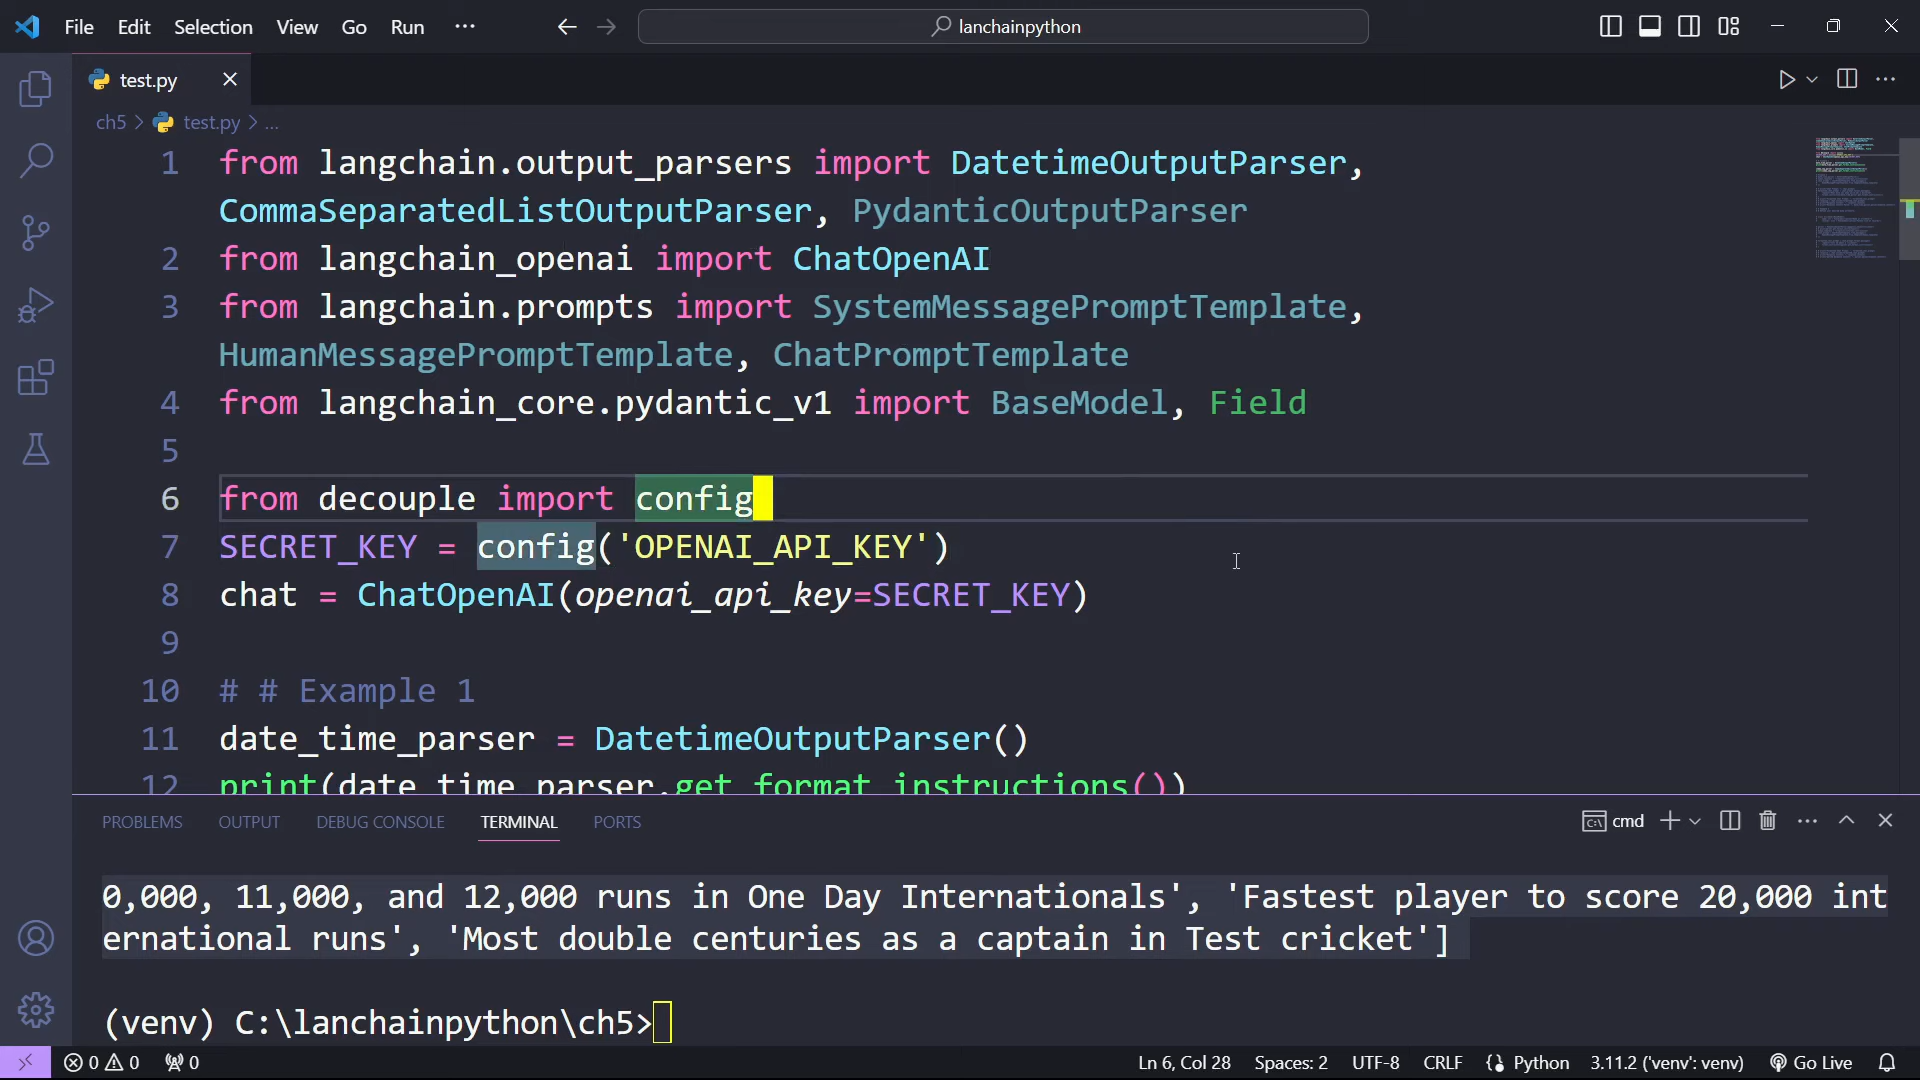 File Edit Selection View Go Run ···
lanchainpython
test.py
ch5 > test.py > ...
1 from langchain.output_parsers import DatetimeOutputParser,
CommaSeparatedListOutputParser, PydanticOutputParser
2 from langchain_openai import ChatOpenAI
3 from langchain.prompts import SystemMessagePromptTemplate,
HumanMessagePromptTemplate, ChatPromptTemplate
4 from langchain_core.pydantic_v1 import BaseModel, Field
5
6 from decouple import config
7 SECRET_KEY = config('OPENAI_API_KEY')
8 chat = ChatOpenAI(openai_api_key=SECRET_KEY)
9
10 # # Example 1
11 date_time_parser = DatetimeOutputParser()
12 print(date_time_parser.get_format_instructions())
PROBLEMS OUTPUT DEBUG CONSOLE TERMINAL PORTS
cmd
0,000, 11,000, and 12,000 runs in One Day Internationals', 'Fastest player to score 20,000 int
ernational runs', 'Most double centuries as a captain in Test cricket']
(venv) C:\lanchainpython\ch5>
0 0 0 Ln 6, Col 28 Spaces: 2 UTF-8 CRLF Python 3.11.2 ('venv': venv) Go Live